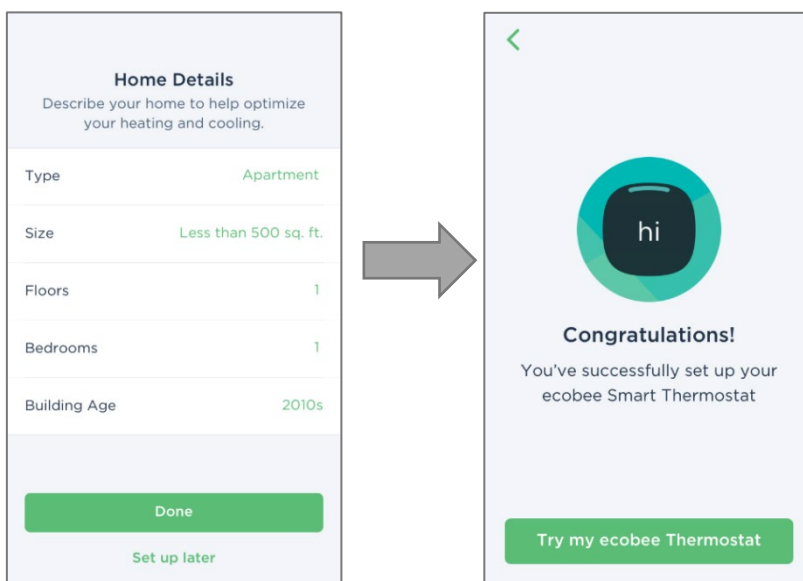 Home Details
Describe your home to help optimize
your heating and cooling.
Type Apartment
Size Less than 500 sq. ft.
Floors 1
Bedrooms 1
Building Age 2010s
Done
Set up later
hi
Congratulations!
You've successfully set up your
ecobee Smart Thermostat
Try my ecobee Thermostat